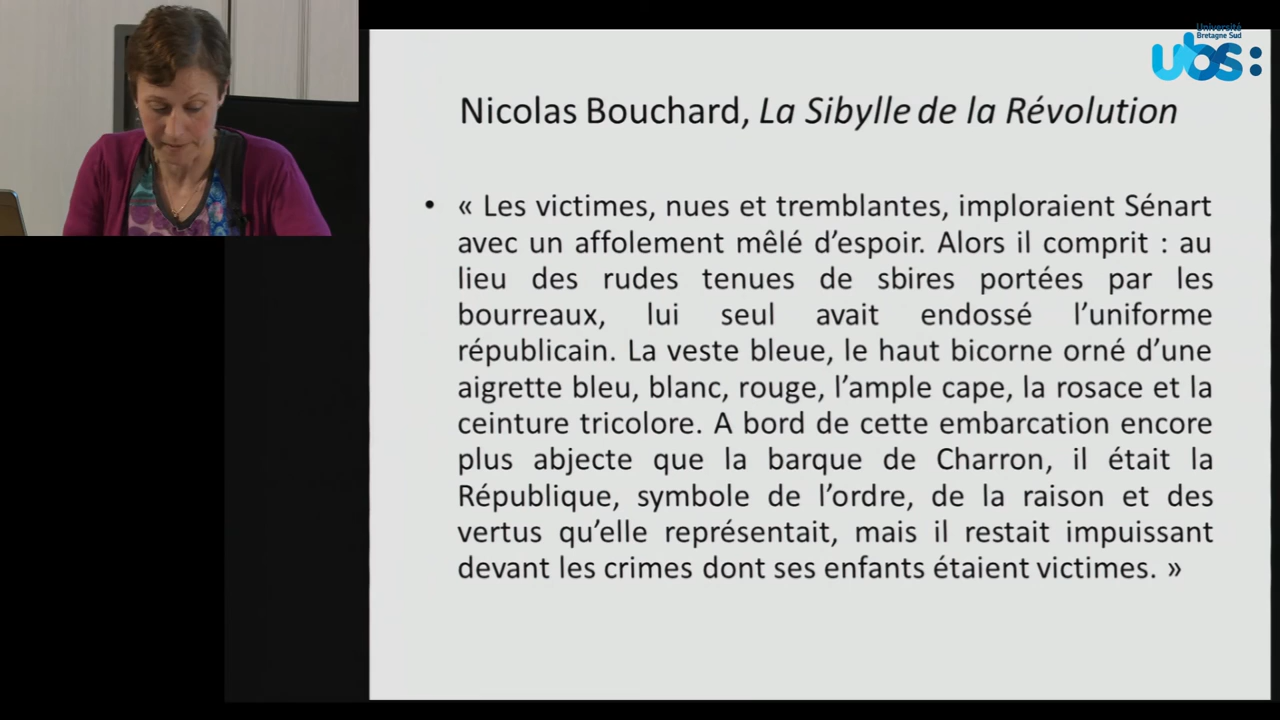 Université
Bretagne Sud
ubs:
Nicolas Bouchard, La Sibylle de la Révolution
• « Les victimes, nues et tremblantes, imploraient Sénart
avec un affolement mêlé d’espoir. Alors il comprit : au
lieu des rudes tenues de sbires portées par les
bourreaux, lui seul avait endossé l’uniforme
républicain. La veste bleue, le haut bicorne orné d’une
aigrette bleu, blanc, rouge, l’ample cape, la rosace et la
ceinture tricolore. A bord de cette embarcation encore
plus abjecte que la barque de Charron, il était la
République, symbole de l’ordre, de la raison et des
vertus qu’elle représentait, mais il restait impuissant
devant les crimes dont ses enfants étaient victimes. »